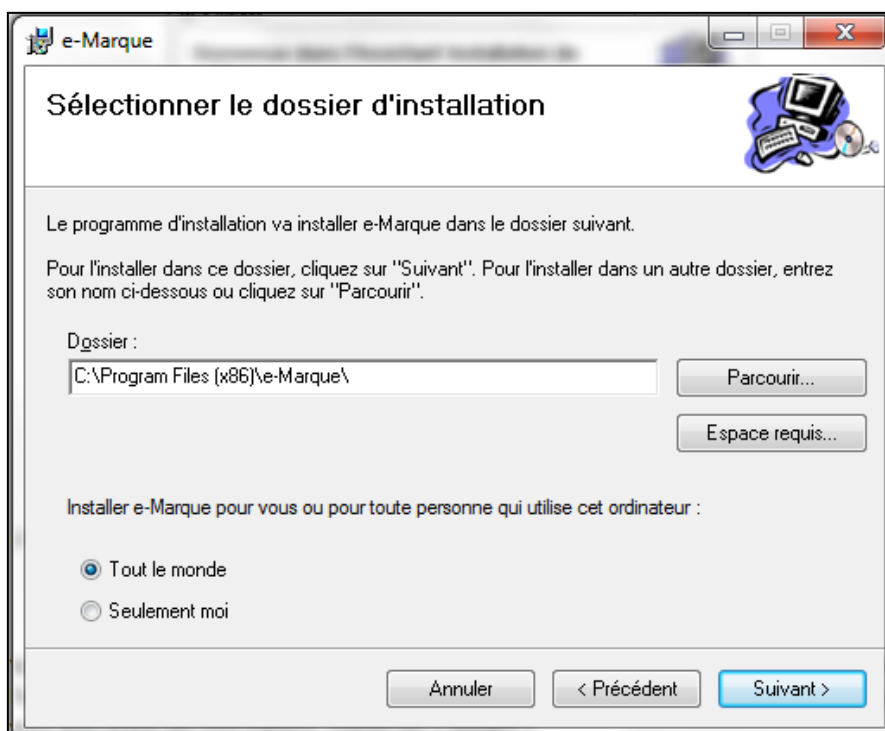 e-Marque
Sélectionner le dossier d'installation
Le programme d'installation va installer e-Marque dans le dossier suivant.
Pour l'installer dans ce dossier, cliquez sur "Suivant". Pour l'installer dans un autre dossier, entrez
son nom ci-dessous ou cliquez sur "Parcourir".
Dossier :
C:\Program Files (x86)\e-Marque\
Parcourir...
Espace requis...
Installer e-Marque pour vous ou pour toute personne qui utilise cet ordinateur :
Tout le monde
Seulement moi
Annuler
< Précédent
Suivant >